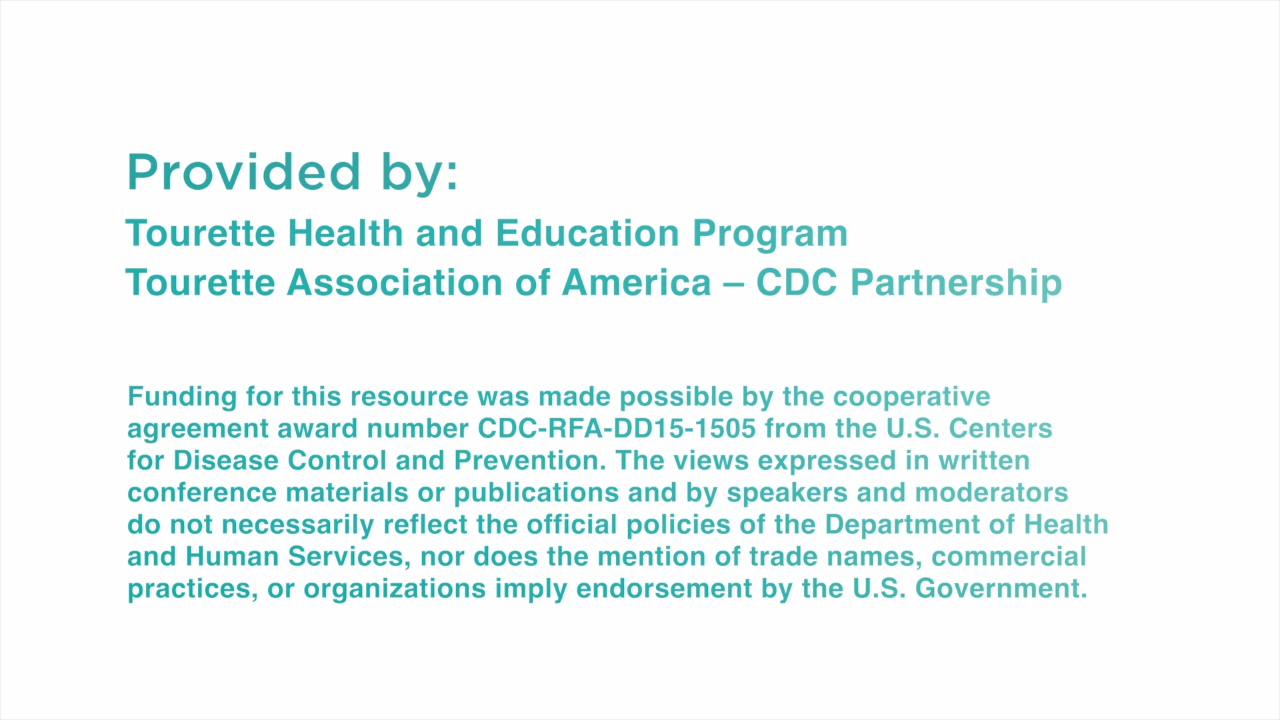 Provided by:
Tourette Health and Education Program
Tourette Association of America – CDC Partnership
Funding for this resource was made possible by the cooperative
agreement award number CDC-RFA-DD15-1505 from the U.S. Centers
for Disease Control and Prevention. The views expressed in written
conference materials or publications and by speakers and moderators
do not necessarily reflect the official policies of the Department of Health
and Human Services, nor does the mention of trade names, commercial
practices, or organizations imply endorsement by the U.S. Government.